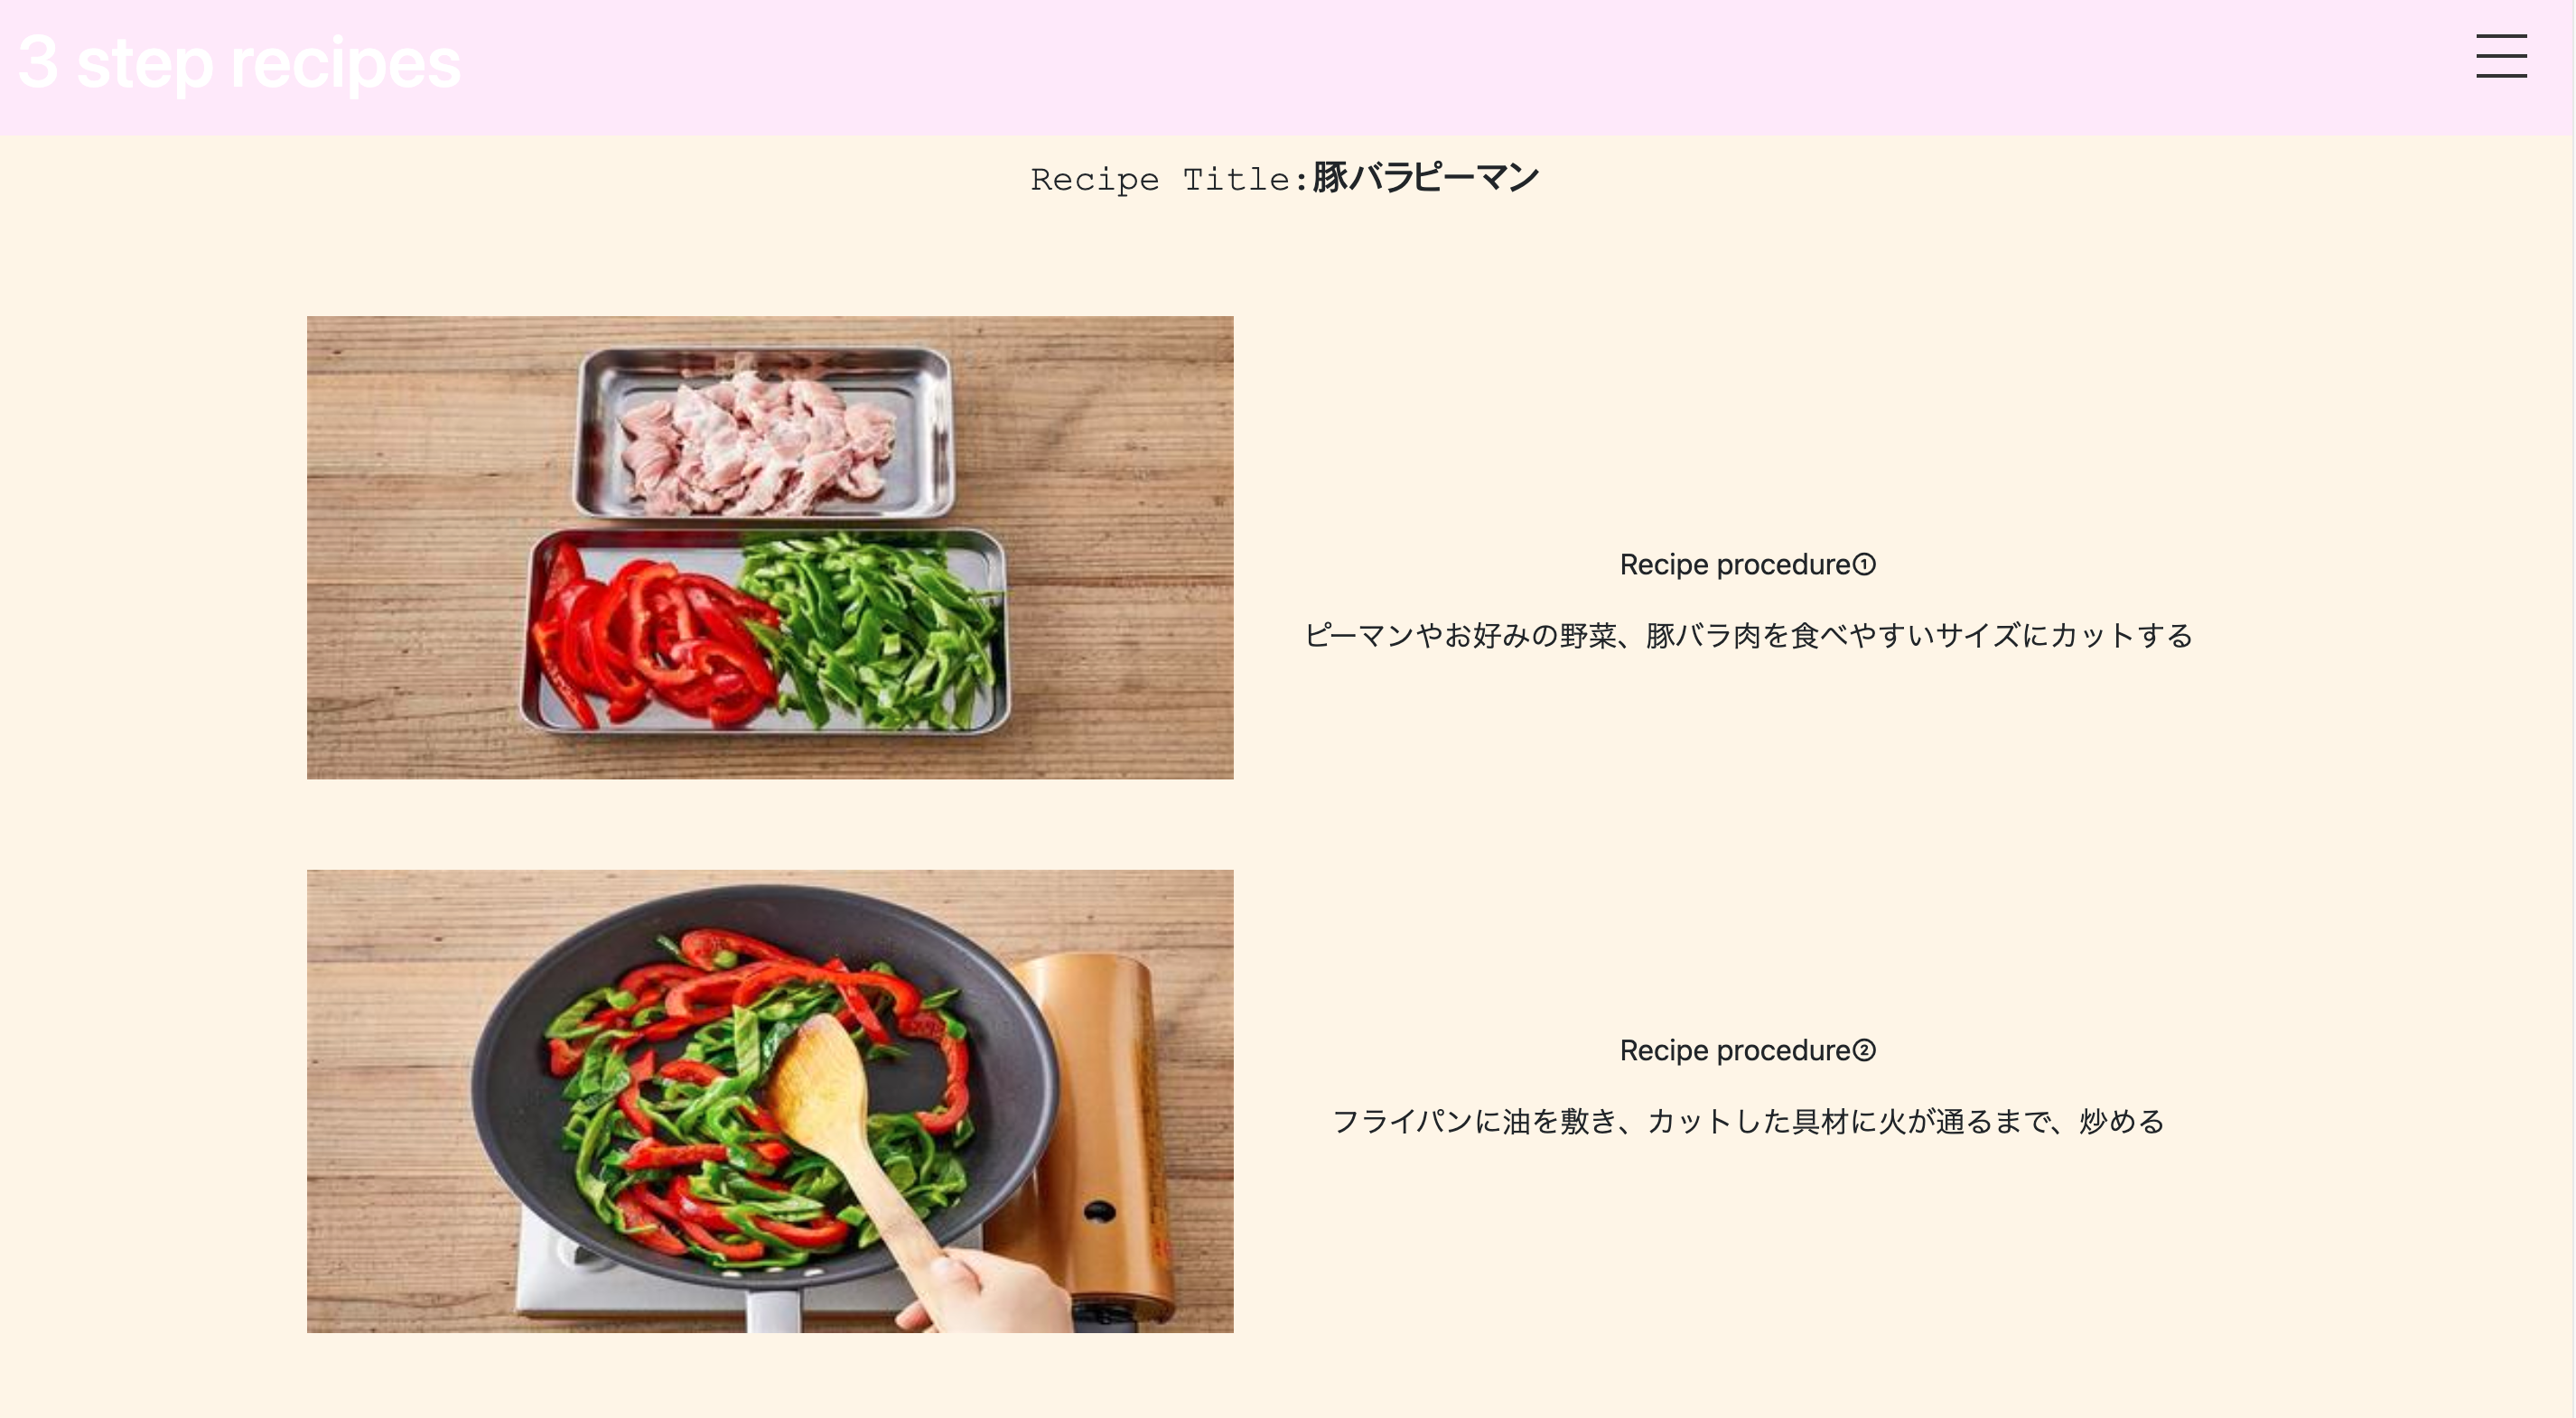 3 step recipes
Recipe Title:豚バラピーマン
Recipe procedure①
ピーマンやお好みの野菜、豚バラ肉を食べやすいサイズにカットする
Recipe procedure②
フライパンに油を敷き、カットした具材に火が通るまで、炒める